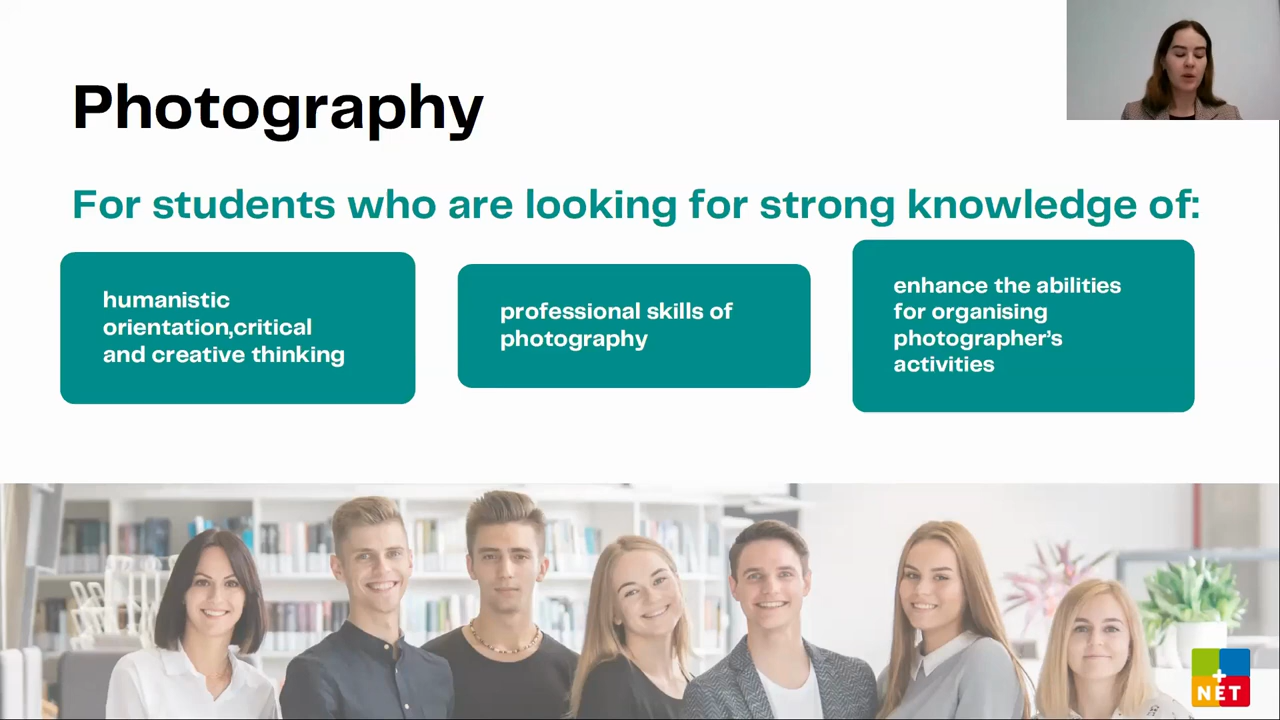 Photography
For students who are looking for strong knowledge of:
humanistic
orientation,critical
and creative thinking
professional skills of
photography
enhance the abilities
for organising
photographer's
activities
+
NET